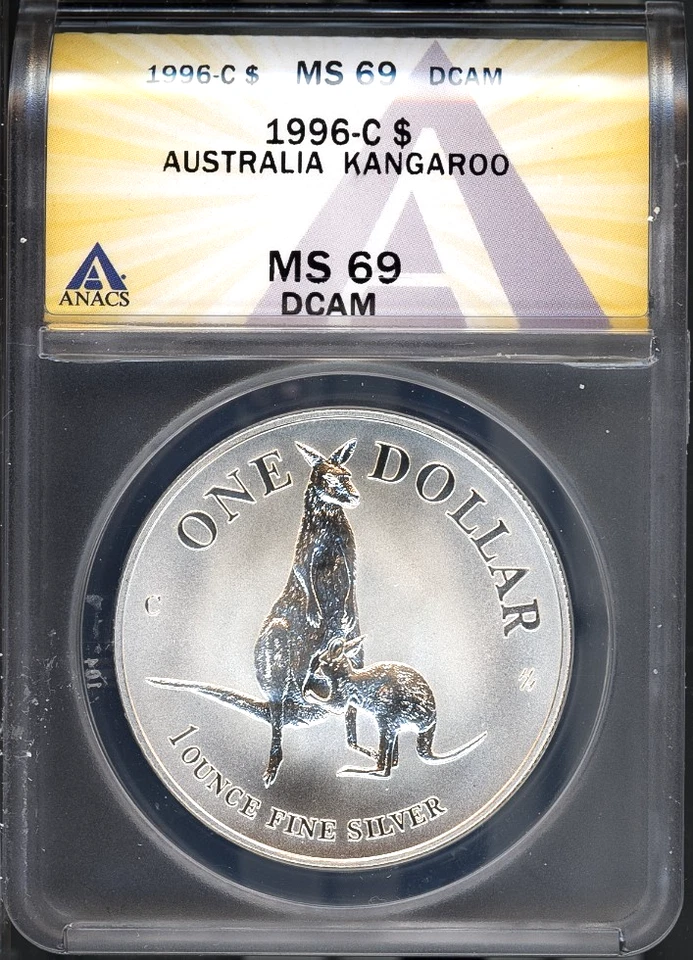 1996-C $ MS 69 DCAM
1996-C $
AUSTRALIA KANGAROO
MS 69
DCAM
ANACS
ONE DOLLAR
C
1 OUNCE FINE SILVER